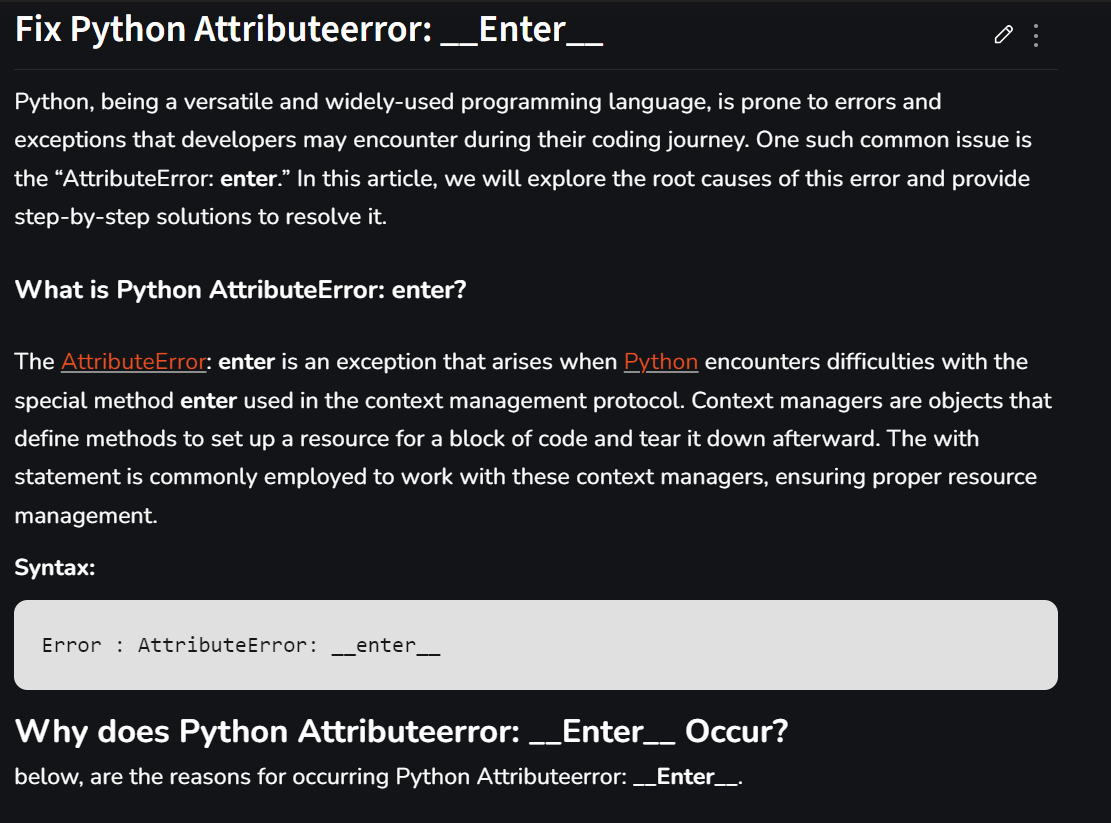 Fix Python Attributeerror: __Enter__
Python, being a versatile and widely-used programming language, is prone to errors and
exceptions that developers may encounter during their coding journey. One such common issue is
the “AttributeError: enter.” In this article, we will explore the root causes of this error and provide
step-by-step solutions to resolve it.
What is Python AttributeError: enter?
The AttributeError: enter is an exception that arises when Python encounters difficulties with the
special method enter used in the context management protocol. Context managers are objects that
define methods to set up a resource for a block of code and tear it down afterward. The with
statement is commonly employed to work with these context managers, ensuring proper resource
management.
Syntax:
Error : AttributeError: __enter__
Why does Python Attributeerror: __Enter__ Occur?
below, are the reasons for occurring Python Attributeerror: __Enter__.